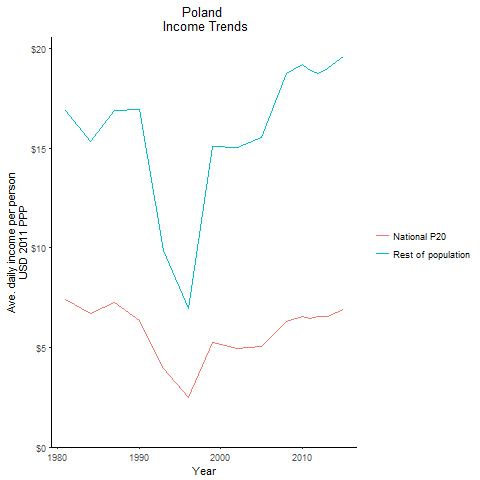 Poland
Income Trends
$20
$15
$10
$5
$0
Ave. daily income per person
USD 2011 PPP
1980
1990
2000
2010
Year
National P20
Rest of population